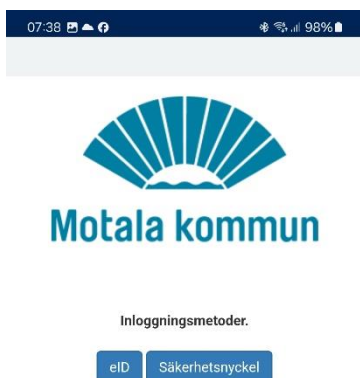 07:38 98%
Motala kommun
Inloggningsmetoder.
eID Säkerhetsnyckel